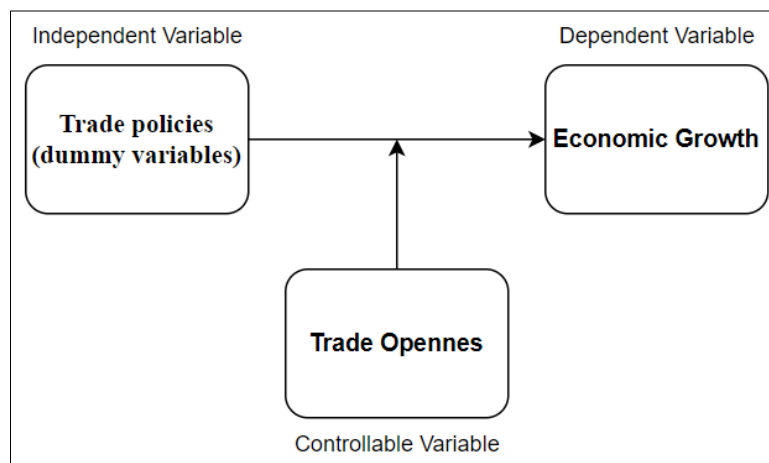 Independent Variable
Dependent Variable
Trade policies
(dummy variables)
Economic Growth
Trade Opennes
Controllable Variable